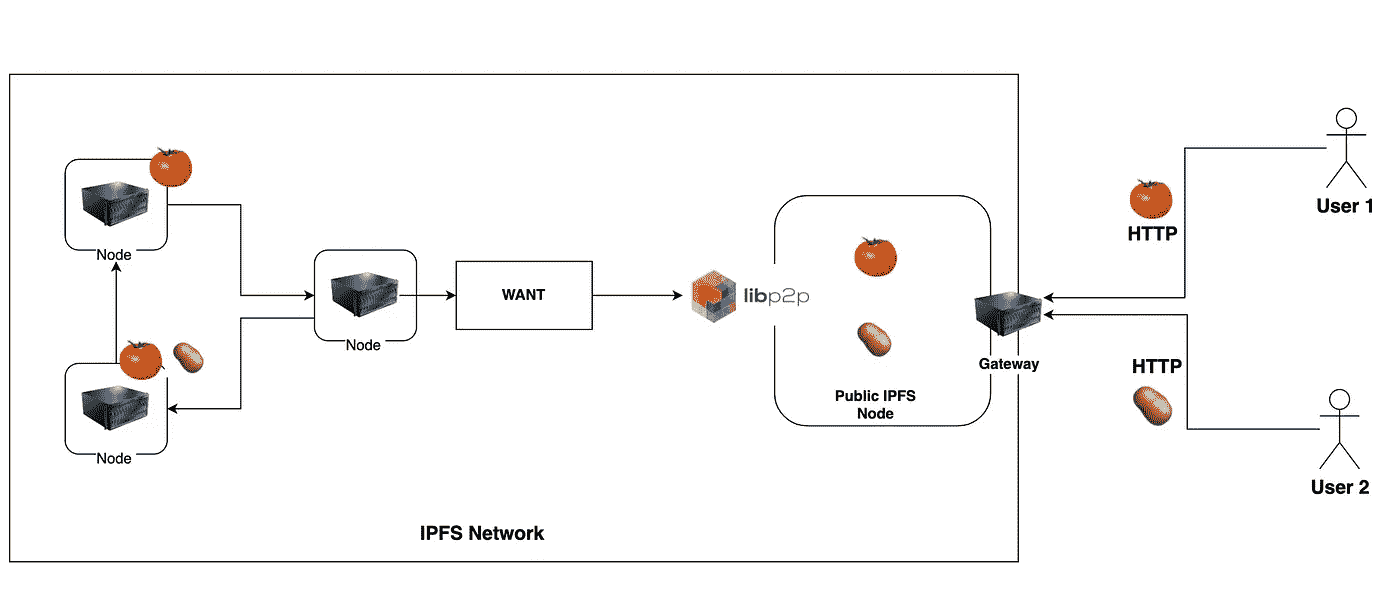 User 1
HTTP
Node
WANT
libp2p
Node
Gateway
HTTP
Public IPFS
Node
Node
User 2
IPFS Network